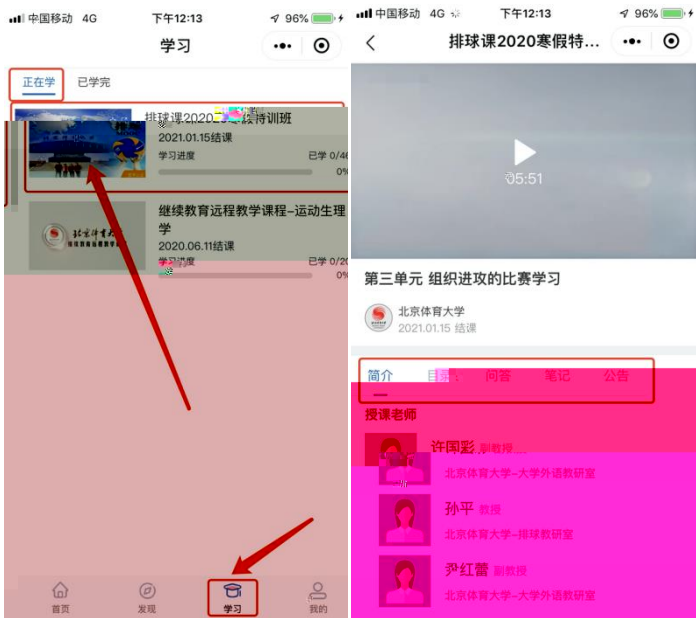 中国移动 4G 下午12:13 96%
学习
正在学 已学完
排球课2020寒假特训班
2021.01.15结课
学习进度 已学 0/46
0%
继续教育远程教学课程-运动生理
学
2020.06.11结课
学习进度 已学 0/20
0%
首页 发现 学习 我的
中国移动 4G 下午12:13 96%
排球课2020寒假特...
05:51
第三单元 组织进攻的比赛学习
北京体育大学
2021.01.15 结课
简介 目录 问答 笔记 公告
授课老师
许国彩 副教授
北京体育大学-大学外语教研室
孙平 教授
北京体育大学-排球教研室
尹红蕾 副教授
北京体育大学-大学外语教研室